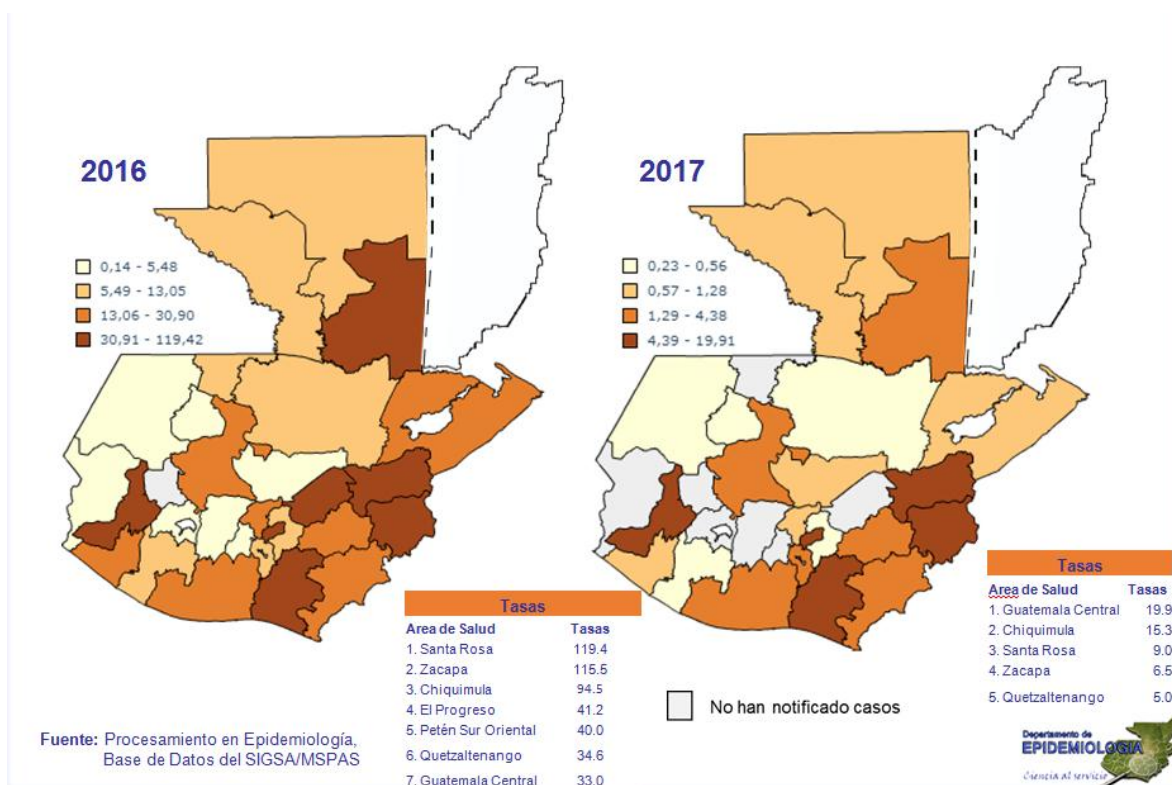 2016
0,14 - 5,48
5,49 - 13,05
13,06 - 30,90
30,91 - 119,42
2017
0,23 - 0,56
0,57 - 1,28
1,29 - 4,38
4,39 - 19,91
Tasas
Area de Salud Tasas
1. Santa Rosa 119.4
2. Zacapa 115.5
3. Chiquimula 94.5
4. El Progreso 41.2
5. Petén Sur Oriental 40.0
6. Quetzaltenango 34.6
7. Guatemala Central 33.0
Tasas
Area de Salud Tasas
1. Guatemala Central 19.9
2. Chiquimula 15.3
3. Santa Rosa 9.0
4. Zacapa 6.5
5. Quetzaltenango 5.0
No han notificado casos
Fuente: Procesamiento en Epidemiología,
Base de Datos del SIGSA/MSPAS
Departamento de
EPIDEMIOLOGIA
Ciencia al servicio